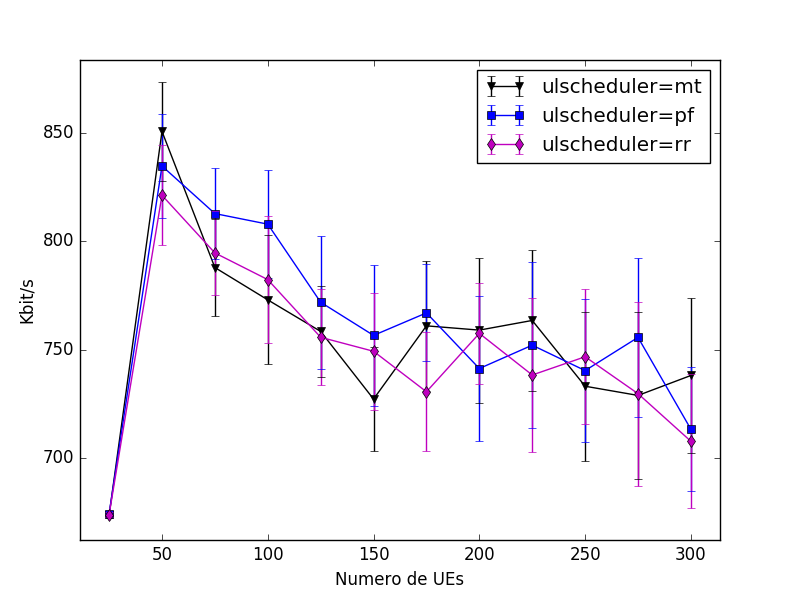 ulscheduler=mt
ulscheduler=pf
ulscheduler=rr
850
800
750
700
Kbit/s
50 100 150 200 250 300
Numero de UEs